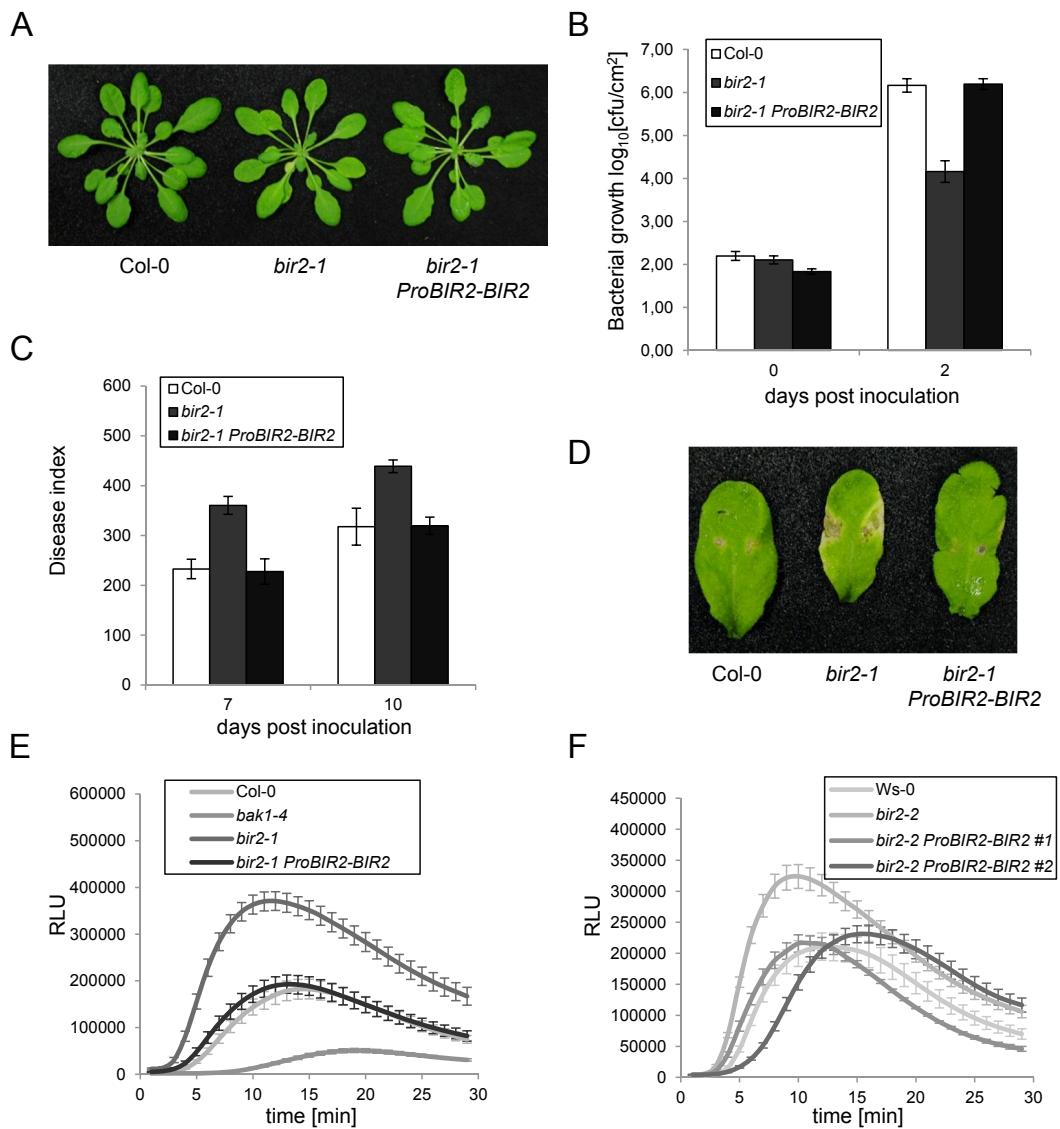 A
Col-0
bir2-1
bir2-1
ProBIR2-BIR2
B
Bacterial growth log10[cfu/cm2]
7,00
6,00
5,00
4,00
3,00
2,00
1,00
0,00
Col-0
bir2-1
bir2-1 ProBIR2-BIR2
0
2
days post inoculation
C
Disease index
600
500
400
300
200
100
0
Col-0
bir2-1
bir2-1 ProBIR2-BIR2
7
10
days post inoculation
D
Col-0
bir2-1
bir2-1
ProBIR2-BIR2
E
RLU
600000
500000
400000
300000
200000
100000
0
Col-0
bak1-4
bir2-1
bir2-1 ProBIR2-BIR2
0
5
10
15
20
25
30
time [min]
F
RLU
450000
400000
350000
300000
250000
200000
150000
100000
50000
0
Ws-0
bir2-2
bir2-2 ProBIR2-BIR2 #1
bir2-2 ProBIR2-BIR2 #2
0
5
10
15
20
25
30
time [min]